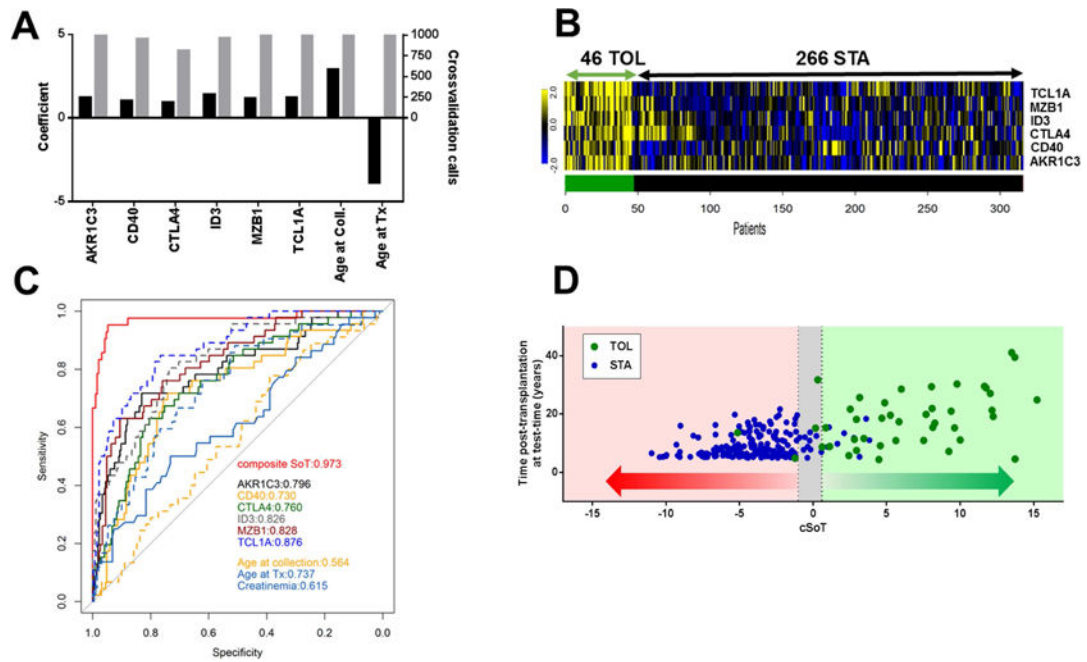 A
5
0
-5
Coefficient
1000
750
500
250
0
Crossvalidation calls
AKR1C3
CD40
CTLA4
ID3
MZB1
TCL1A
Age at Coll.
Age at Tx
B
46 TOL
266 STA
2.0
0.0
-2.0
TCL1A
MZB1
ID3
CTLA4
CD40
AKR1C3
0 50 100 150 200 250 300
Patients
C
1.0
0.8
0.6
0.4
0.2
0.0
Sensitivity
composite SoT:0.973
AKR1C3:0.796
CD40:0.730
CTLA4:0.760
ID3:0.826
MZB1:0.828
TCL1A:0.876
Age at collection:0.564
Age at Tx:0.737
Creatinemia:0.615
1.0 0.8 0.6 0.4 0.2 0.0
Specificity
D
Time post-transplantation
at test-time (years)
40
20
0
TOL
STA
-15 -10 -5 0 5 10 15
cSoT